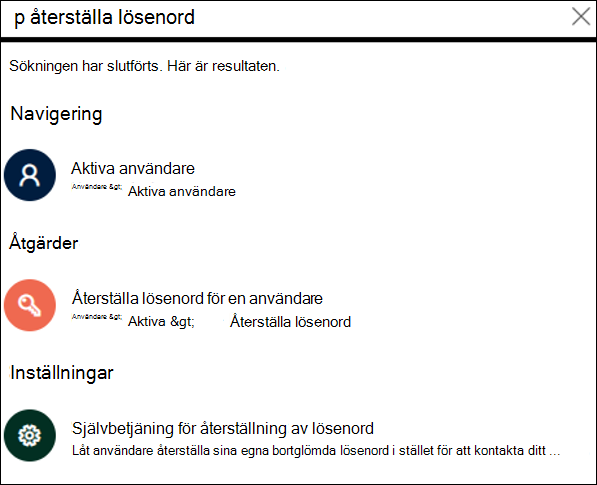 p återställa lösenord
Sökningen har slutförts. Här är resultaten.
Navigering
Aktiva användare
Användare &gt; Aktiva användare
Åtgärder
Återställa lösenord för en användare
Användare &gt; Aktiva &gt; Återställa lösenord
Inställningar
Självbetjäning för återställning av lösenord
Låt användare återställa sina egna bortglömda lösenord i stället för att kontakta ditt ...